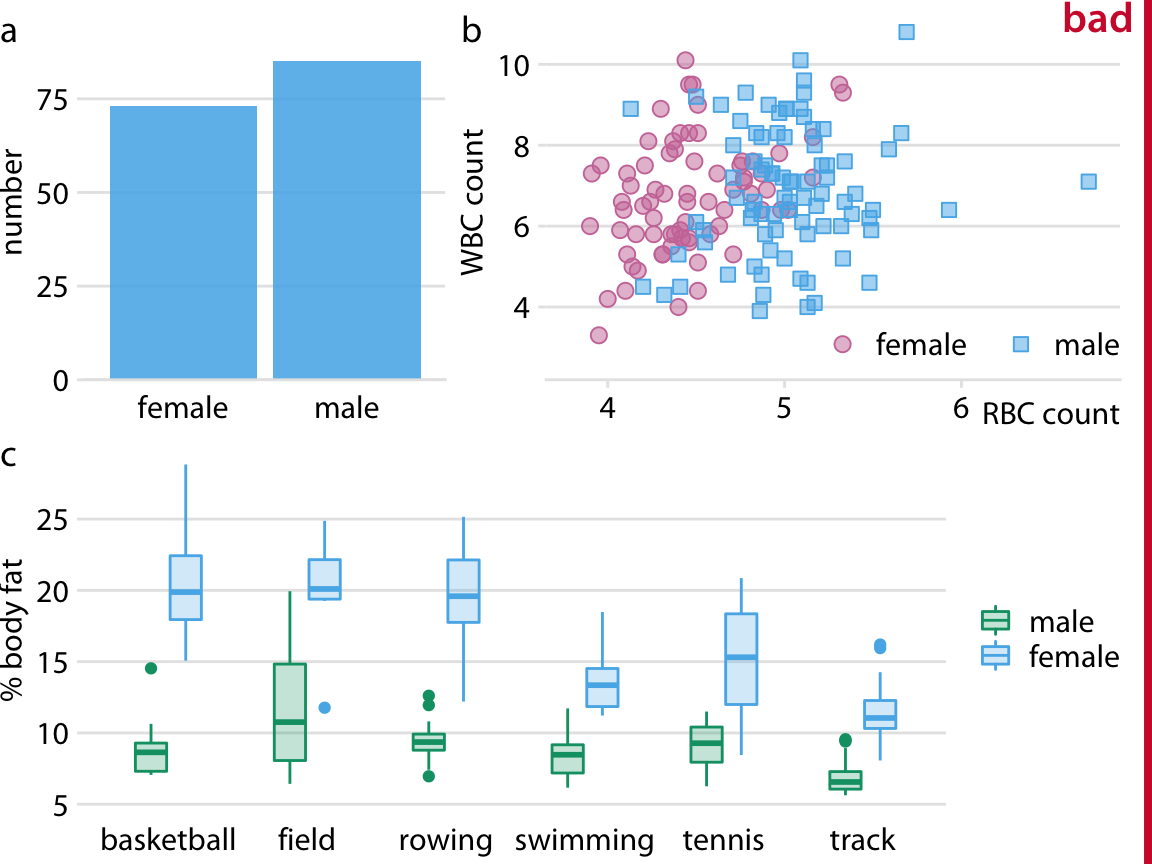 a
number
75
50
25
0
female male
b
bad
WBC count
10
8
6
4
female male
4 5 6 RBC count
c
% body fat
25
20
15
10
5
basketball field rowing swimming tennis track
male
female